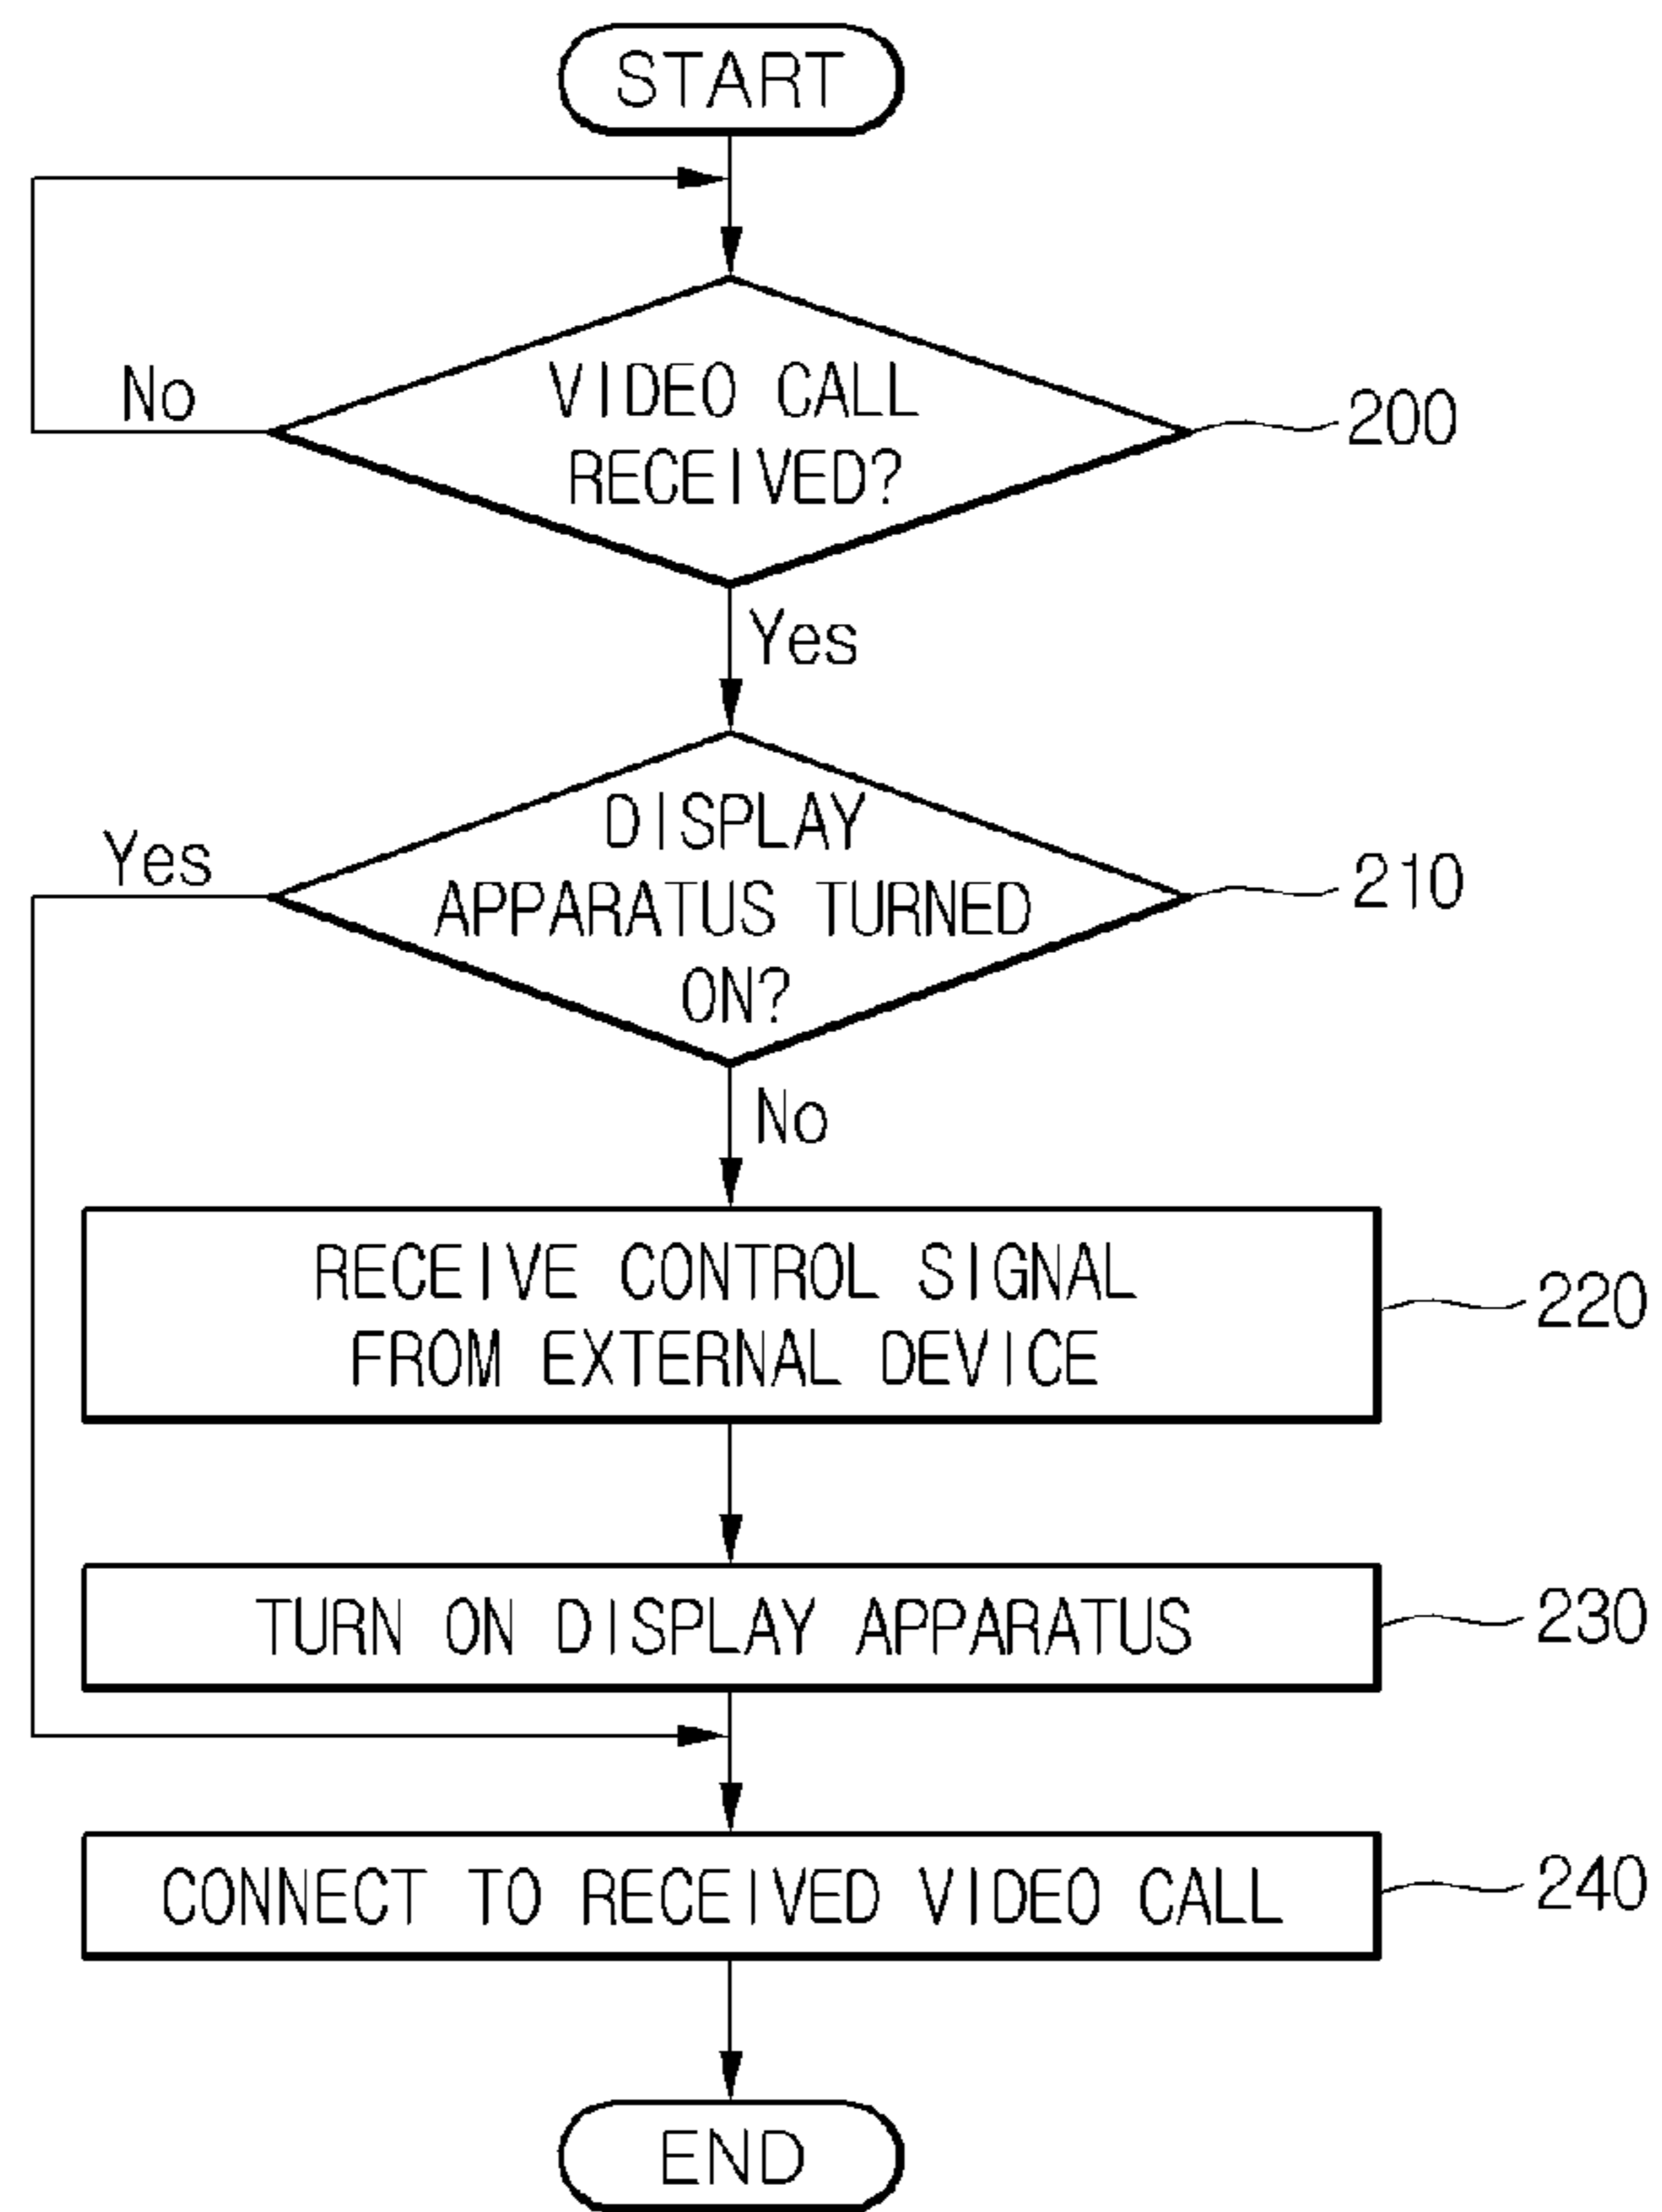 START
No
VIDEO CALL
RECEIVED?
200
Yes
DISPLAY
APPARATUS TURNED
ON?
Yes
210
No
RECEIVE CONTROL SIGNAL
FROM EXTERNAL DEVICE
220
TURN ON DISPLAY APPARATUS
230
CONNECT TO RECEIVED VIDEO CALL
240
END